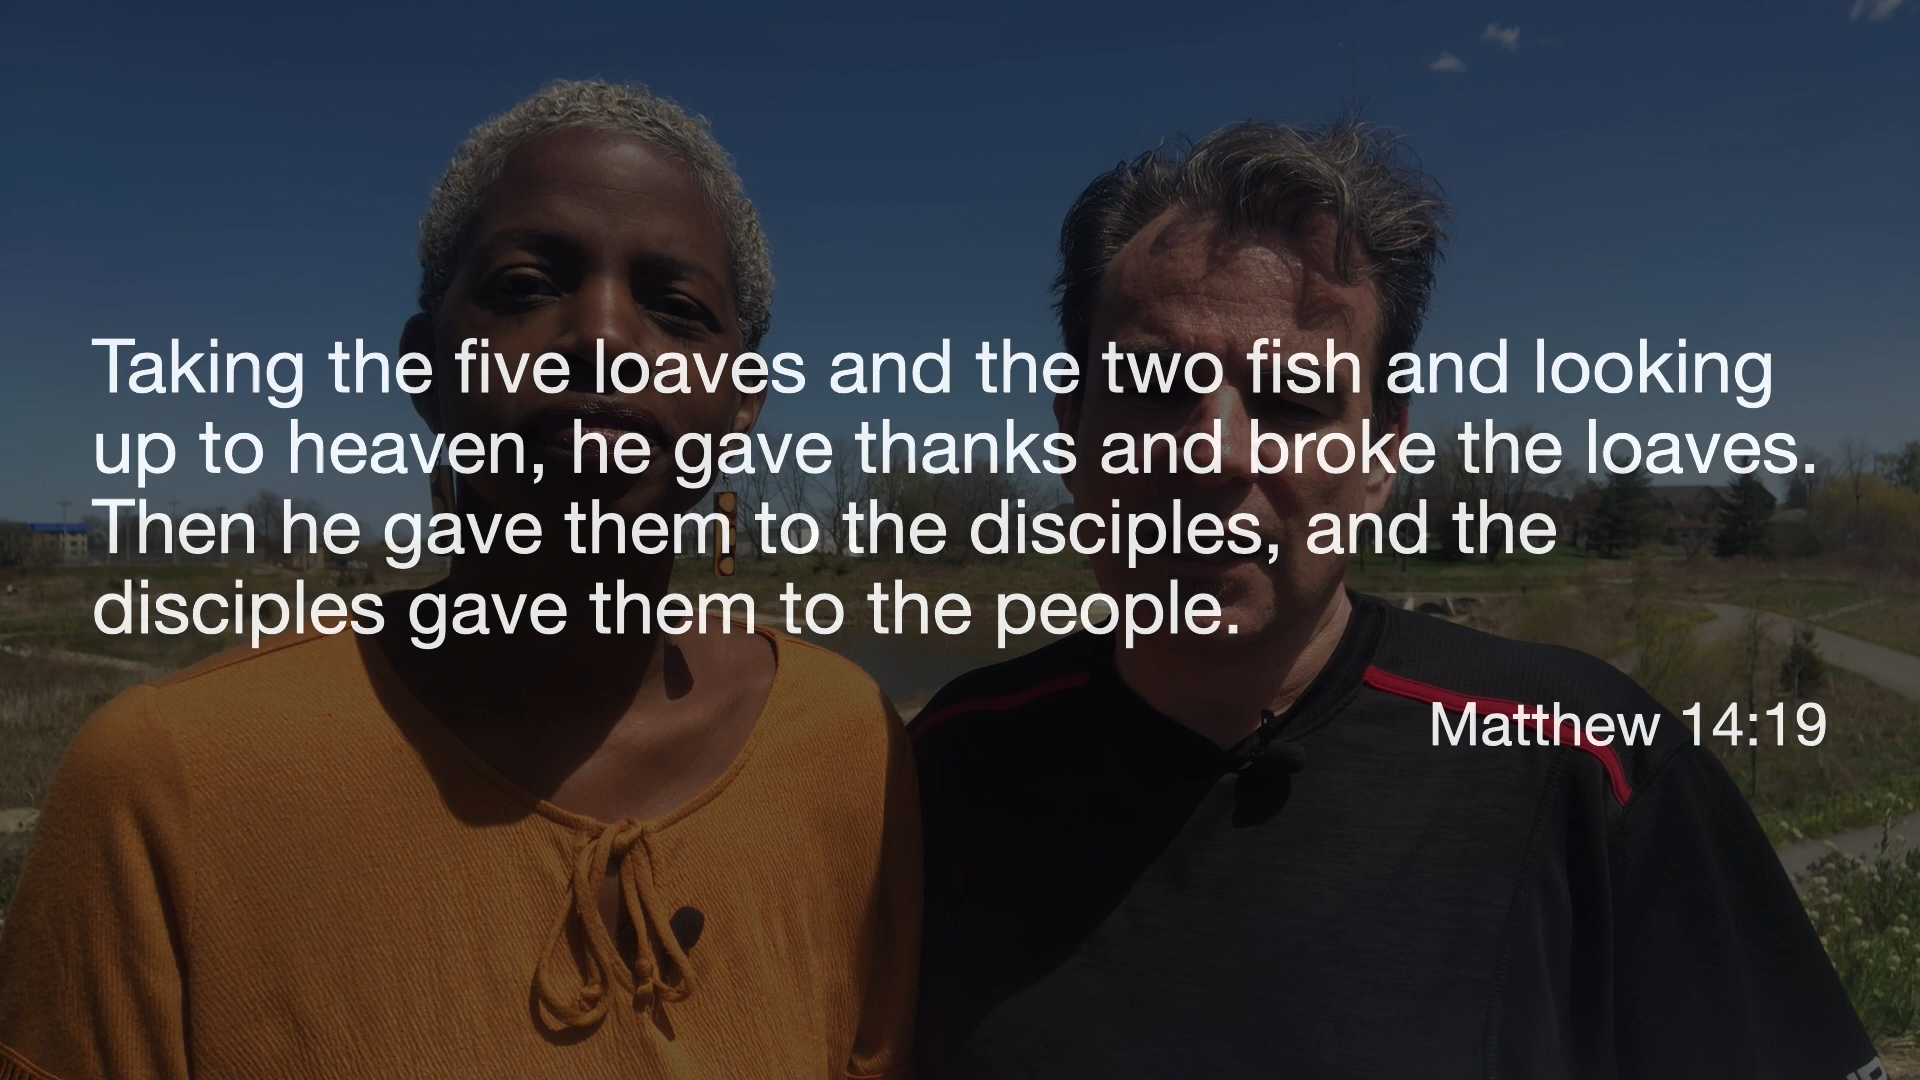 Taking the five loaves and the two fish and looking
up to heaven, he gave thanks and broke the loaves.
Then he gave them to the disciples, and the
disciples gave them to the people.
Matthew 14:19